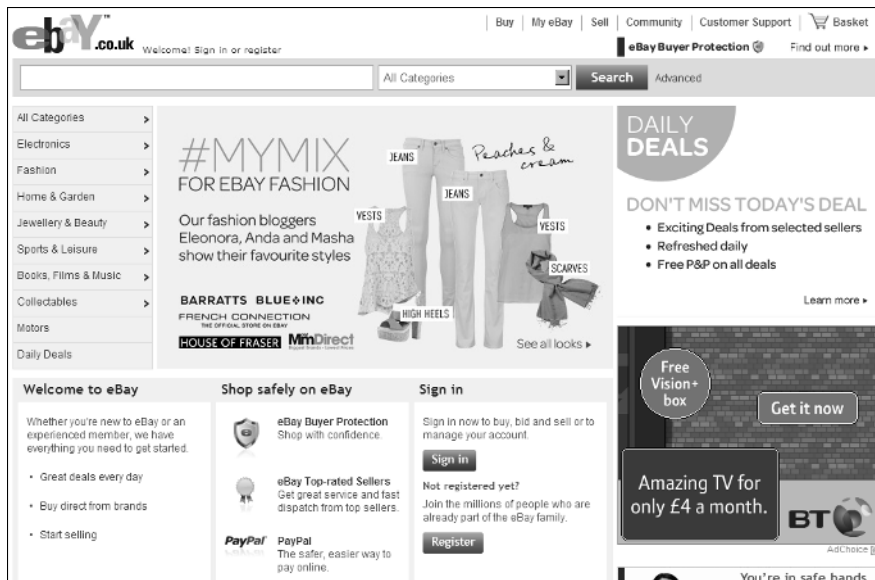 Buy My eBay Sell Community Customer Support Basket
ebaY™.co.uk
Welcome! Sign in or register
eBay Buyer Protection Find out more
All Categories Search Advanced
All Categories
Electronics
Fashion
Home & Garden
Jewellery & Beauty
Sports & Leisure
Books, Films & Music
Collectables
Motors
Daily Deals
#MYMIX
FOR EBAY FASHION
Our fashion bloggers
Eleonora, Anda and Masha
show their favourite styles
BARRATTS BLUE INC
FRENCH CONNECTION
THE OFFICIAL STORE ON EBAY
HOUSE OF FRASER MmDirect
JEANS
Peaches &
cream
JEANS
VESTS
VESTS
SCARVES
HIGH HEELS
See all looks
DAILY
DEALS
DON'T MISS TODAY'S DEAL
• Exciting Deals from selected sellers
• Refreshed daily
• Free P&P on all deals
Learn more
Free
Vision+
box
Get it now
Amazing TV for
only £4 a month.
BT
AdChoice
You're in safe hands
Welcome to eBay
Whether you're new to eBay or an
experienced member, we have
everything you need to get started.
• Great deals every day
• Buy direct from brands
• Start selling
Shop safely on eBay
eBay Buyer Protection
Shop with confidence.
eBay Top-rated Sellers
Get great service and fast
dispatch from top sellers.
PayPal PayPal
The safer, easier way to
pay online.
Sign in
Sign in now to buy, bid and sell or to
manage your account.
Sign in
Not registered yet?
Join the millions of people who are
already part of the eBay family.
Register